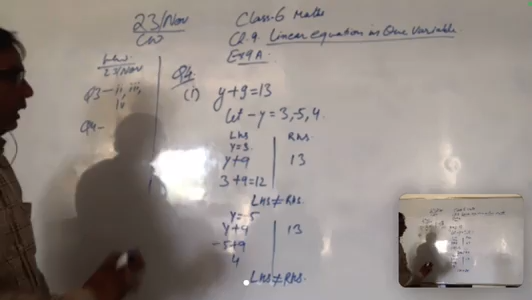 23/Nov
CW
Class-6 Maths
Ch.9 Linear equation in One Variable.
Ex 9A.
H.W.
23/Nov
Q3 - ii, iii,
iv
Q4 -
Q4.
(i) y+9=13
Let - y = 3, -5, 4.
LHS RHS.
y=3.
y+9 13
3+9=12
LHS ≠ RHS.
y=-5
y+9 13
-5+9
4
LHS ≠ RHS.